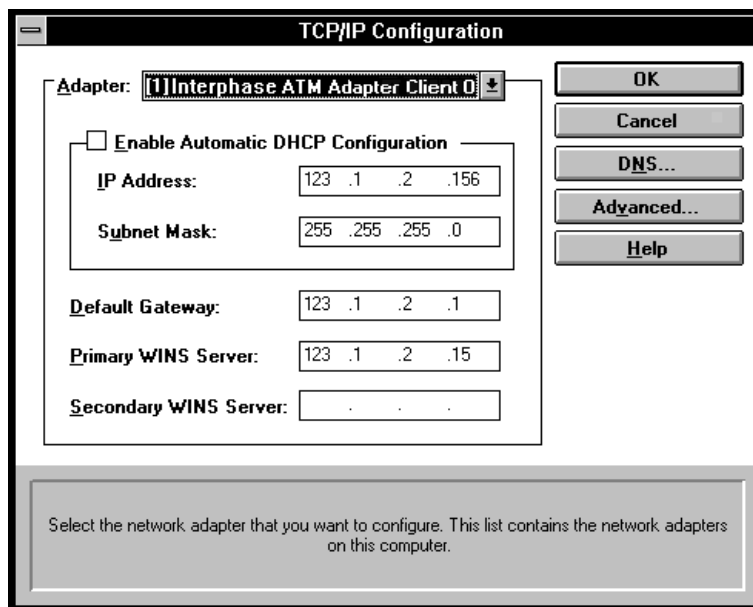 TCP/IP Configuration
Adapter: [1]Interphase ATM Adapter Client 0
Enable Automatic DHCP Configuration
IP Address: 123 .1 .2 .156
Subnet Mask: 255 .255 .255 .0
Default Gateway: 123 .1 .2 .1
Primary WINS Server: 123 .1 .2 .15
Secondary WINS Server: . . .
OK
Cancel
DNS...
Advanced...
Help
Select the network adapter that you want to configure. This list contains the network adapters
on this computer.